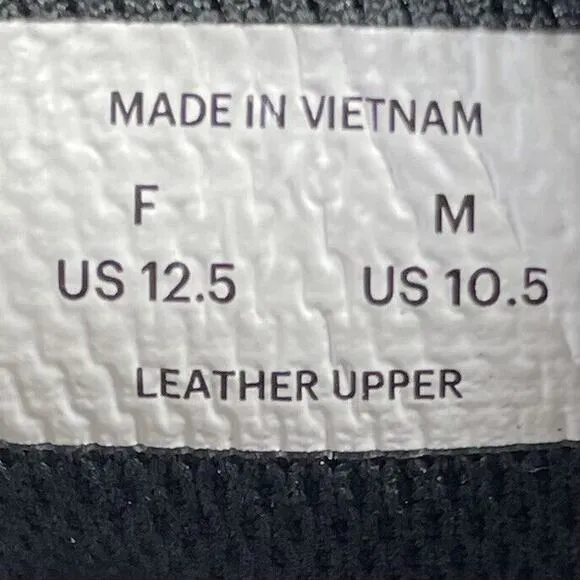 MADE IN VIETNAM
F M
US 12.5 US 10.5
LEATHER UPPER